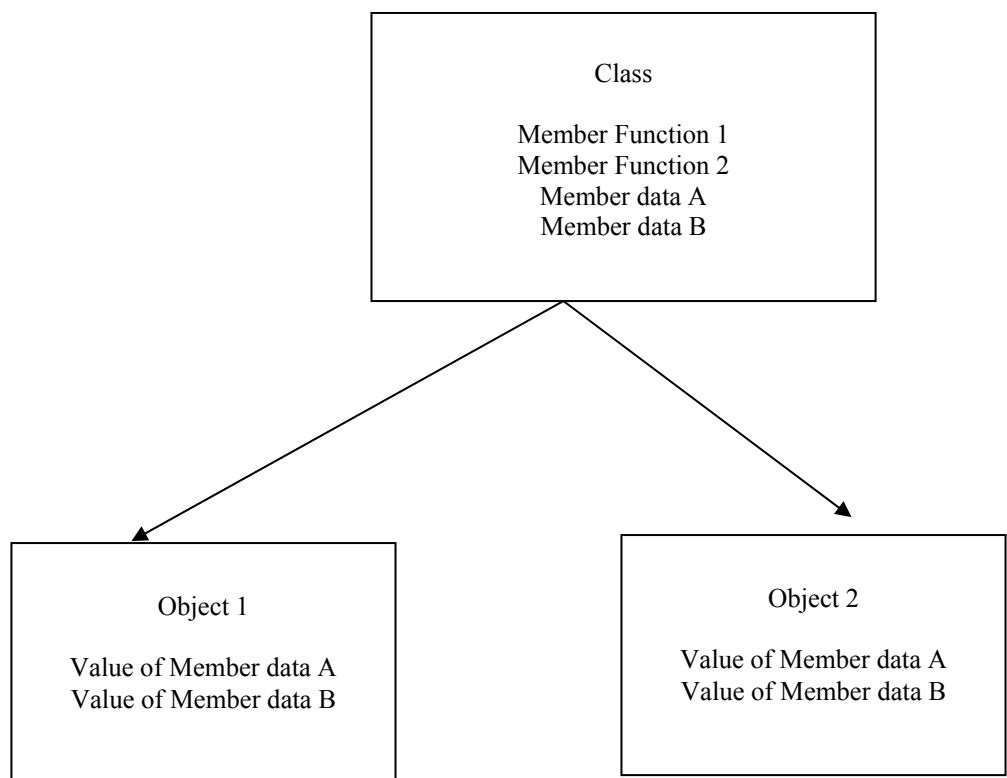 Class
Member Function 1
Member Function 2
Member data A
Member data B
Object 1
Value of Member data A
Value of Member data B
Object 2
Value of Member data A
Value of Member data B